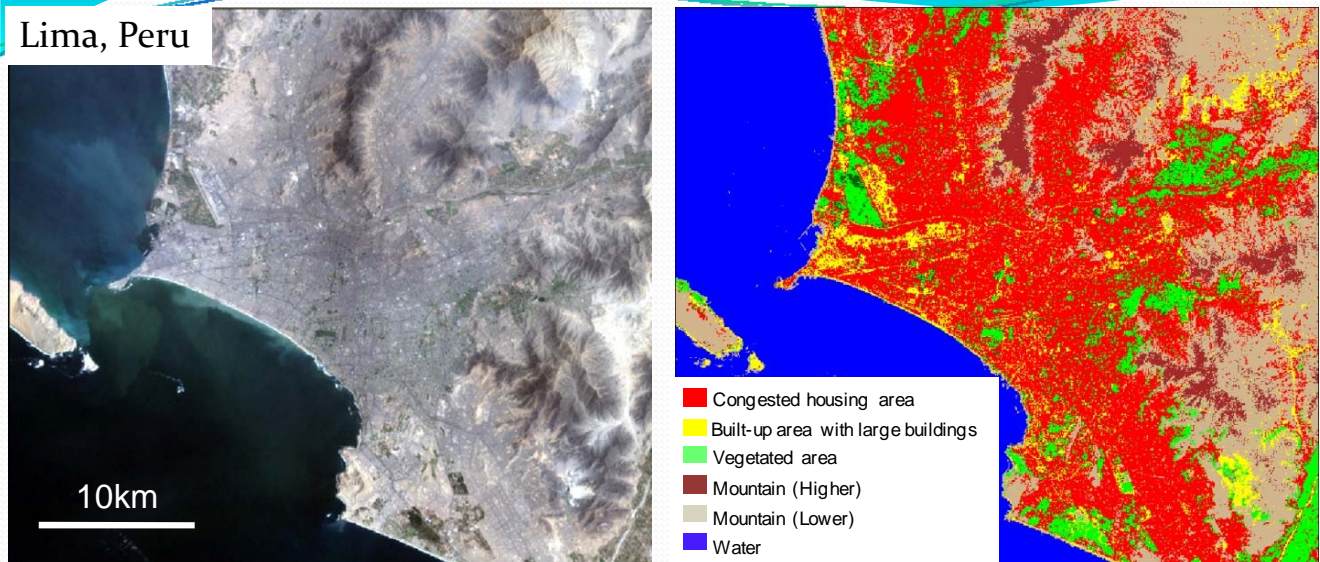 Lima, Peru
10km
Congested housing area
Built-up area with large buildings
Vegetated area
Mountain (Higher)
Mountain (Lower)
Water